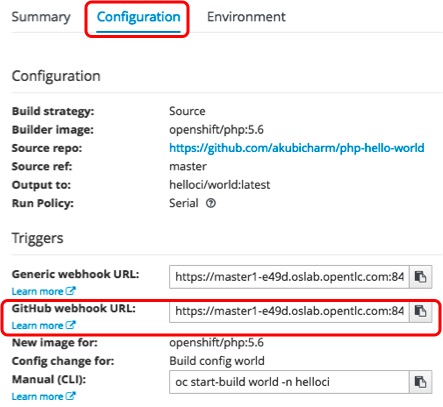 Summary Configuration Environment
Configuration
Build strategy: Source
Builder image: openshift/php:5.6
Source repo: https://github.com/akubicharm/php-hello-world
Source ref: master
Output to: helloci/world:latest
Run Policy: Serial
Triggers
Generic webhook URL: https://master1-e49d.oslab.opentlc.com:84
Learn more
GitHub webhook URL: https://master1-e49d.oslab.opentlc.com:84
Learn more
New image for: openshift/php:5.6
Config change for: Build config world
Manual (CLI): oc start-build world -n helloci
Learn more